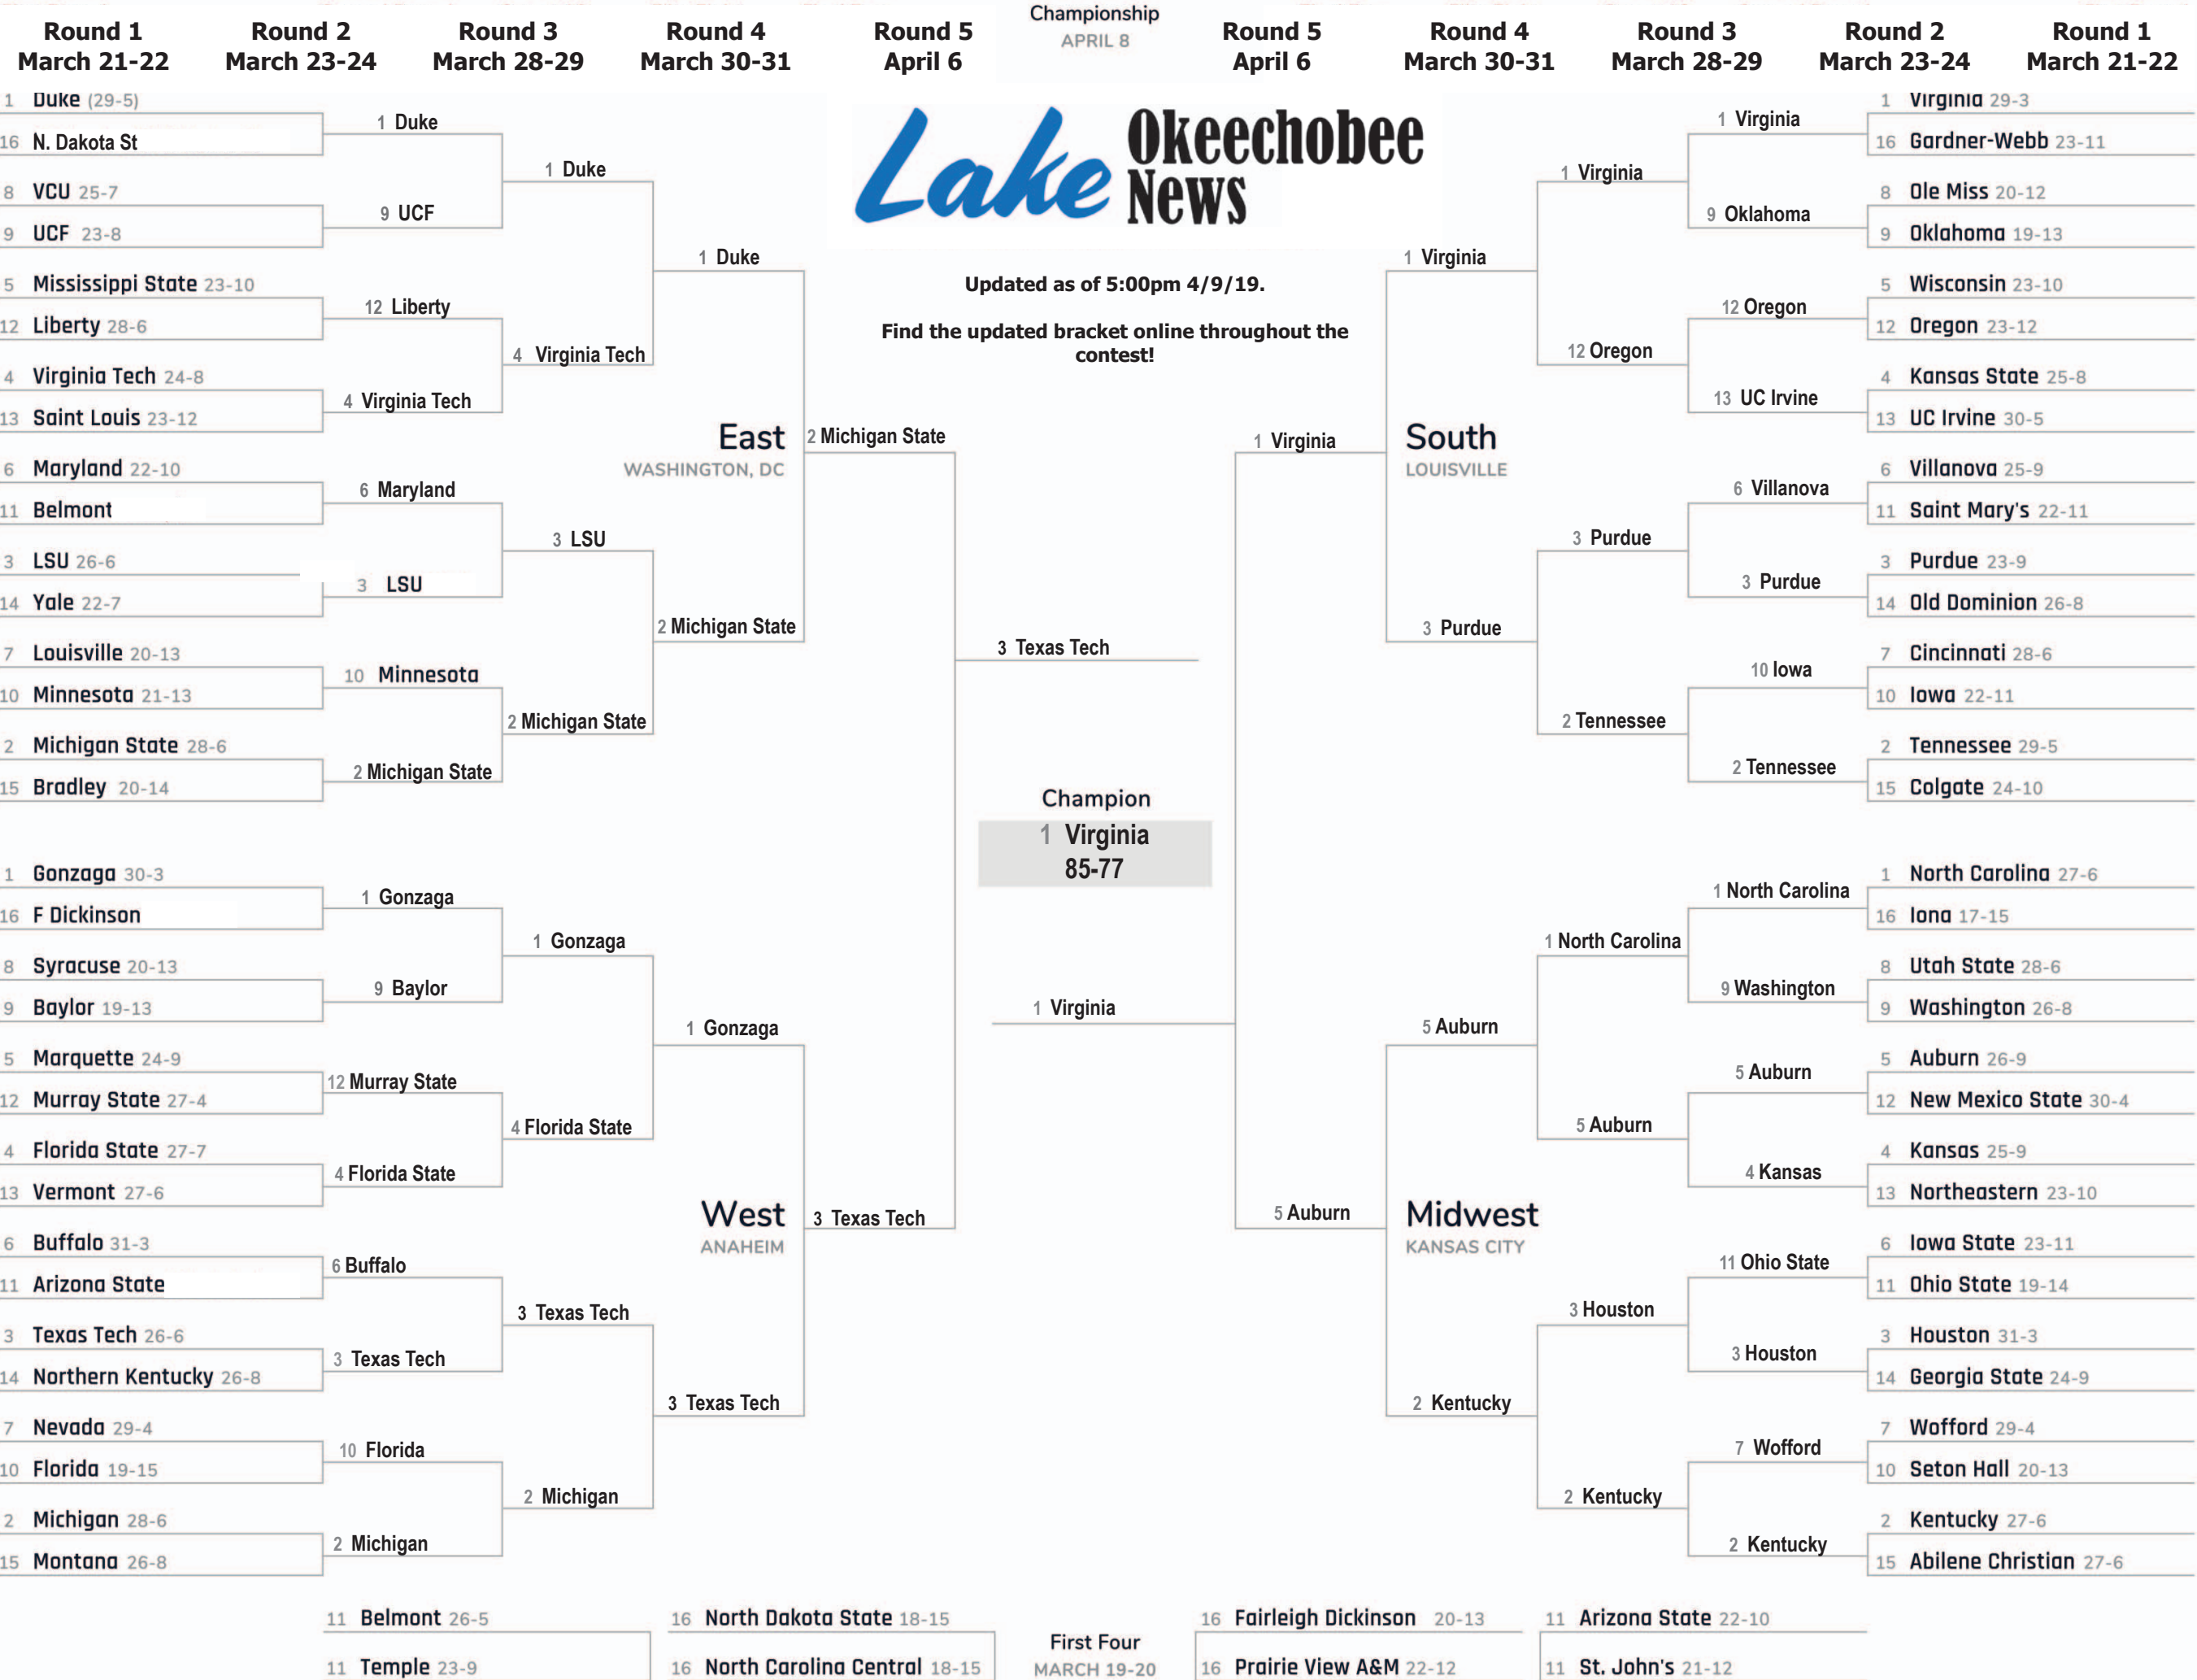 Championship
APRIL 8
Round 1 Round 2 Round 3 Round 4 Round 5 Round 5 Round 4 Round 3 Round 2 Round 1
March 21-22 March 23-24 March 28-29 March 30-31 April 6 April 6 March 30-31 March 28-29 March 23-24 March 21-22
Lake Okeechobee
News
Updated as of 5:00pm 4/9/19.
Find the updated bracket online throughout the
contest!
1 Duke (29-5)
16 N. Dakota St
8 VCU 25-7
9 UCF 23-8
5 Mississippi State 23-10
12 Liberty 28-6
4 Virginia Tech 24-8
13 Saint Louis 23-12
6 Maryland 22-10
11 Belmont
3 LSU 26-6
14 Yale 22-7
7 Louisville 20-13
10 Minnesota 21-13
2 Michigan State 28-6
15 Bradley 20-14
1 Duke
9 UCF
12 Liberty
4 Virginia Tech
6 Maryland
3 LSU
10 Minnesota
2 Michigan State
1 Duke
4 Virginia Tech
3 LSU
2 Michigan State
1 Duke
2 Michigan State
East
WASHINGTON, DC
2 Michigan State
1 Gonzaga 30-3
16 F Dickinson
8 Syracuse 20-13
9 Baylor 19-13
5 Marquette 24-9
12 Murray State 27-4
4 Florida State 27-7
13 Vermont 27-6
6 Buffalo 31-3
11 Arizona State
3 Texas Tech 26-6
14 Northern Kentucky 26-8
7 Nevada 29-4
10 Florida 19-15
2 Michigan 28-6
15 Montana 26-8
1 Gonzaga
9 Baylor
12 Murray State
4 Florida State
6 Buffalo
3 Texas Tech
10 Florida
2 Michigan
1 Gonzaga
4 Florida State
3 Texas Tech
2 Michigan
1 Gonzaga
3 Texas Tech
West
ANAHEIM
3 Texas Tech
3 Texas Tech
Champion
1 Virginia
85-77
1 Virginia
1 Virginia
South
LOUISVILLE
1 Virginia
3 Purdue
1 Virginia
12 Oregon
3 Purdue
2 Tennessee
1 Virginia
9 Oklahoma
12 Oregon
13 UC Irvine
6 Villanova
3 Purdue
10 Iowa
2 Tennessee
1 Virginia 29-3
16 Gardner-Webb 23-11
8 Ole Miss 20-12
9 Oklahoma 19-13
5 Wisconsin 23-10
12 Oregon 23-12
4 Kansas State 25-8
13 UC Irvine 30-5
6 Villanova 25-9
11 Saint Mary's 22-11
3 Purdue 23-9
14 Old Dominion 26-8
7 Cincinnati 28-6
10 Iowa 22-11
2 Tennessee 29-5
15 Colgate 24-10
5 Auburn
Midwest
KANSAS CITY
5 Auburn
2 Kentucky
1 North Carolina
5 Auburn
3 Houston
2 Kentucky
1 North Carolina
9 Washington
5 Auburn
4 Kansas
11 Ohio State
3 Houston
7 Wofford
2 Kentucky
1 North Carolina 27-6
16 Iona 17-15
8 Utah State 28-6
9 Washington 26-8
5 Auburn 26-9
12 New Mexico State 30-4
4 Kansas 25-9
13 Northeastern 23-10
6 Iowa State 23-11
11 Ohio State 19-14
3 Houston 31-3
14 Georgia State 24-9
7 Wofford 29-4
10 Seton Hall 20-13
2 Kentucky 27-6
15 Abilene Christian 27-6
11 Belmont 26-5
11 Temple 23-9
16 North Dakota State 18-15
16 North Carolina Central 18-15
First Four
MARCH 19-20
16 Fairleigh Dickinson 20-13
16 Prairie View A&M 22-12
11 Arizona State 22-10
11 St. John's 21-12